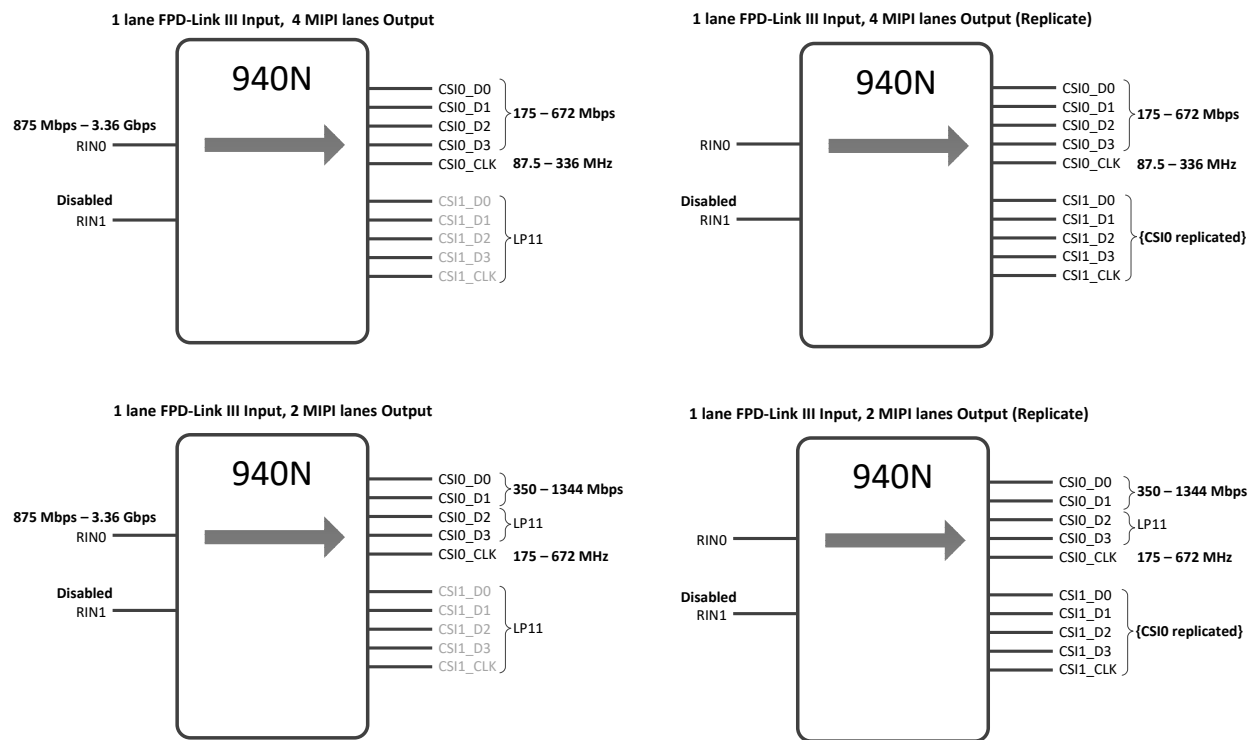 1 lane FPD-Link III Input, 4 MIPI lanes Output
940N
875 Mbps – 3.36 Gbps
RIN0
Disabled
RIN1
CSI0_D0
CSI0_D1
CSI0_D2
CSI0_D3
175 – 672 Mbps
CSI0_CLK
87.5 – 336 MHz
CSI1_D0
CSI1_D1
CSI1_D2
CSI1_D3
CSI1_CLK
LP11
1 lane FPD-Link III Input, 4 MIPI lanes Output (Replicate)
940N
RIN0
Disabled
RIN1
CSI0_D0
CSI0_D1
CSI0_D2
CSI0_D3
175 – 672 Mbps
CSI0_CLK
87.5 – 336 MHz
CSI1_D0
CSI1_D1
CSI1_D2
CSI1_D3
CSI1_CLK
{CSI0 replicated}
1 lane FPD-Link III Input, 2 MIPI lanes Output
940N
875 Mbps – 3.36 Gbps
RIN0
Disabled
RIN1
CSI0_D0
CSI0_D1
350 – 1344 Mbps
CSI0_D2
CSI0_D3
LP11
CSI0_CLK
175 – 672 MHz
CSI1_D0
CSI1_D1
CSI1_D2
CSI1_D3
CSI1_CLK
LP11
1 lane FPD-Link III Input, 2 MIPI lanes Output (Replicate)
940N
RIN0
Disabled
RIN1
CSI0_D0
CSI0_D1
350 – 1344 Mbps
CSI0_D2
CSI0_D3
LP11
CSI0_CLK
175 – 672 MHz
CSI1_D0
CSI1_D1
CSI1_D2
CSI1_D3
CSI1_CLK
{CSI0 replicated}